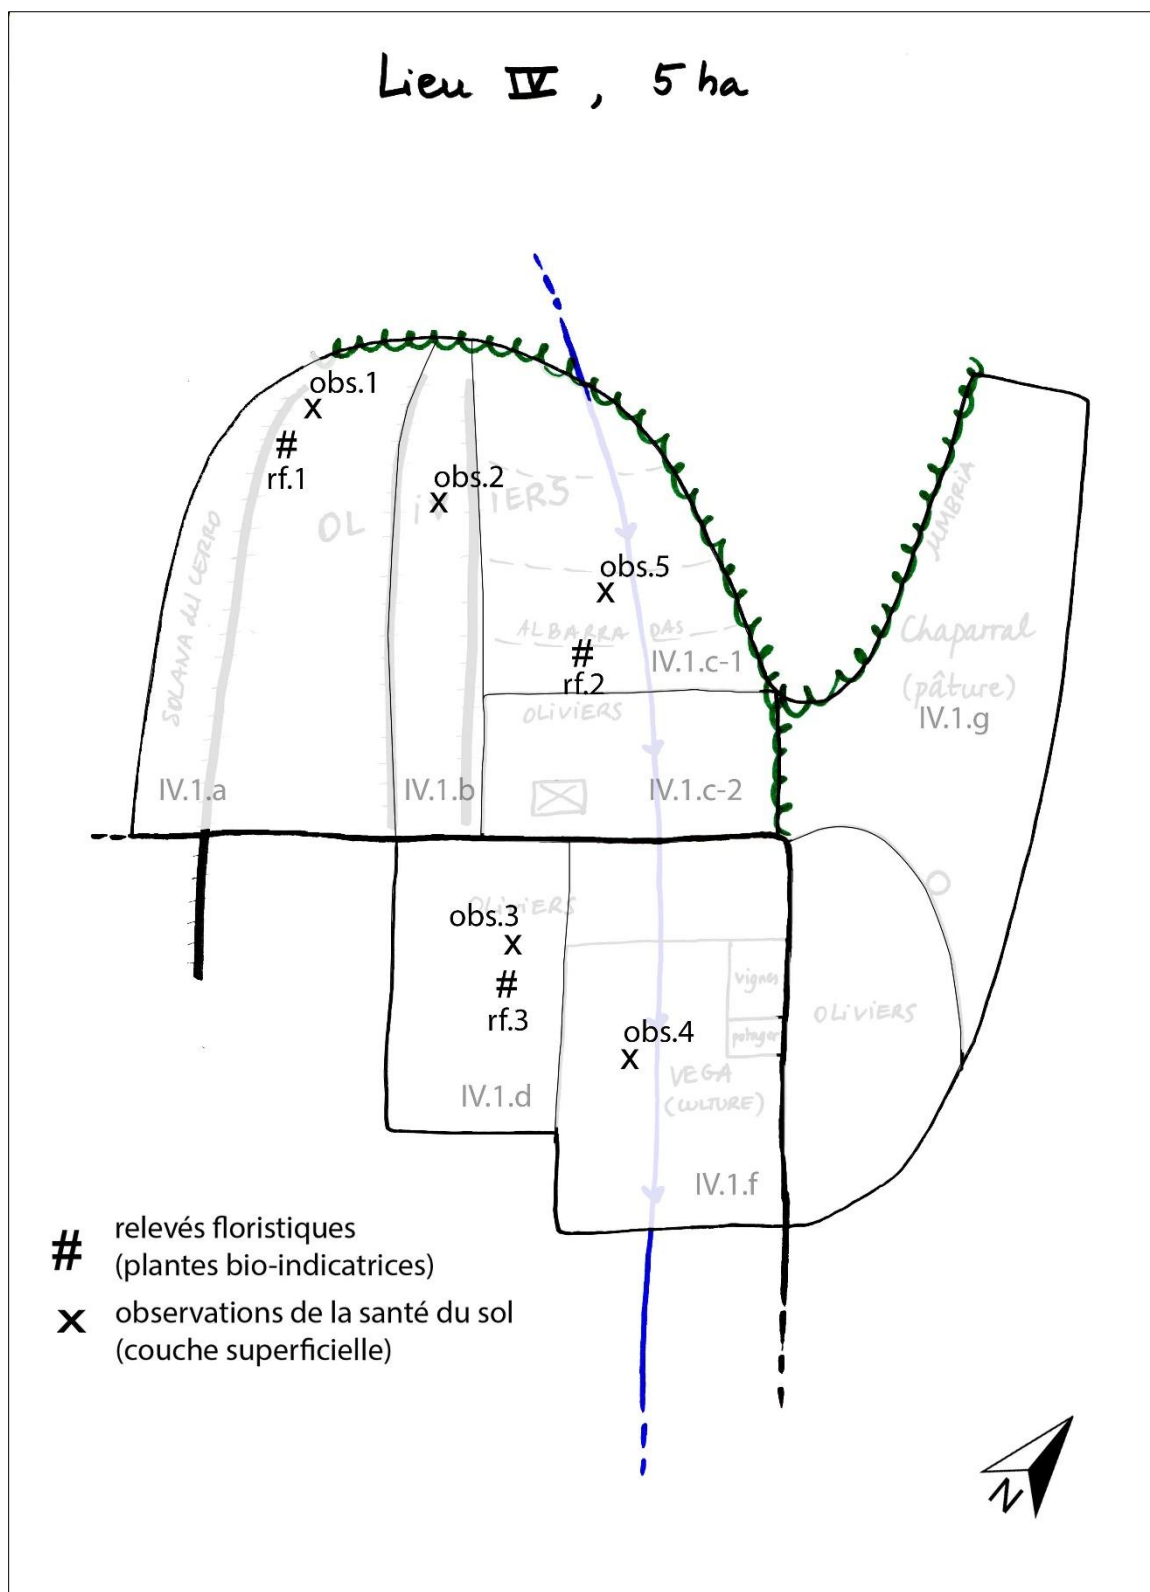 Lieu IV, 5 ha
obs.1
#
rf.1
obs.2
x
OLiViERS
SOLANA del CERRO
obs.5
x
ALBARRADAS
#
rf.2
IV.1.c-1
UMBRIA
Chaparral
(pâture)
IV.1.g
OLIVIERS
IV.1.a
IV.1.b
IV.1.c-2
OLiViERS
obs.3
x
#
rf.3
vignes
potager
OLiViERS
obs.4
x
VEGA
(CULTURE)
IV.1.d
IV.1.f
# relevés floristiques
(plantes bio-indicatrices)
x observations de la santé du sol
(couche superficielle)
N